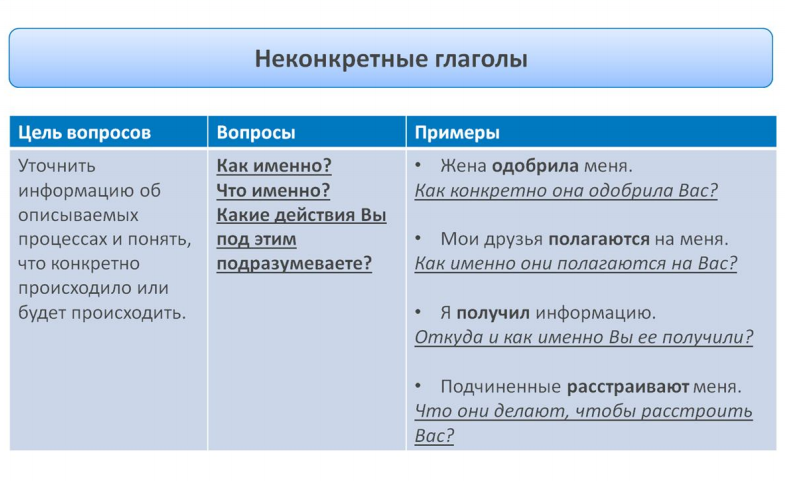 Неконкретные глаголы
Цель вопросов
Вопросы
Примеры
Уточнить
информацию об
описываемых
процессах и понять,
что конкретно
происходило или
будет происходить.
Как именно?
Что именно?
Какие действия Вы
под этим
подразумеваете?
• Жена одобрила меня.
Как конкретно она одобрила Вас?
• Мои друзья полагаются на меня.
Как именно они полагаются на Вас?
• Я получил информацию.
Откуда и как именно Вы ее получили?
• Подчиненные расстраивают меня.
Что они делают, чтобы расстроить
Вас?